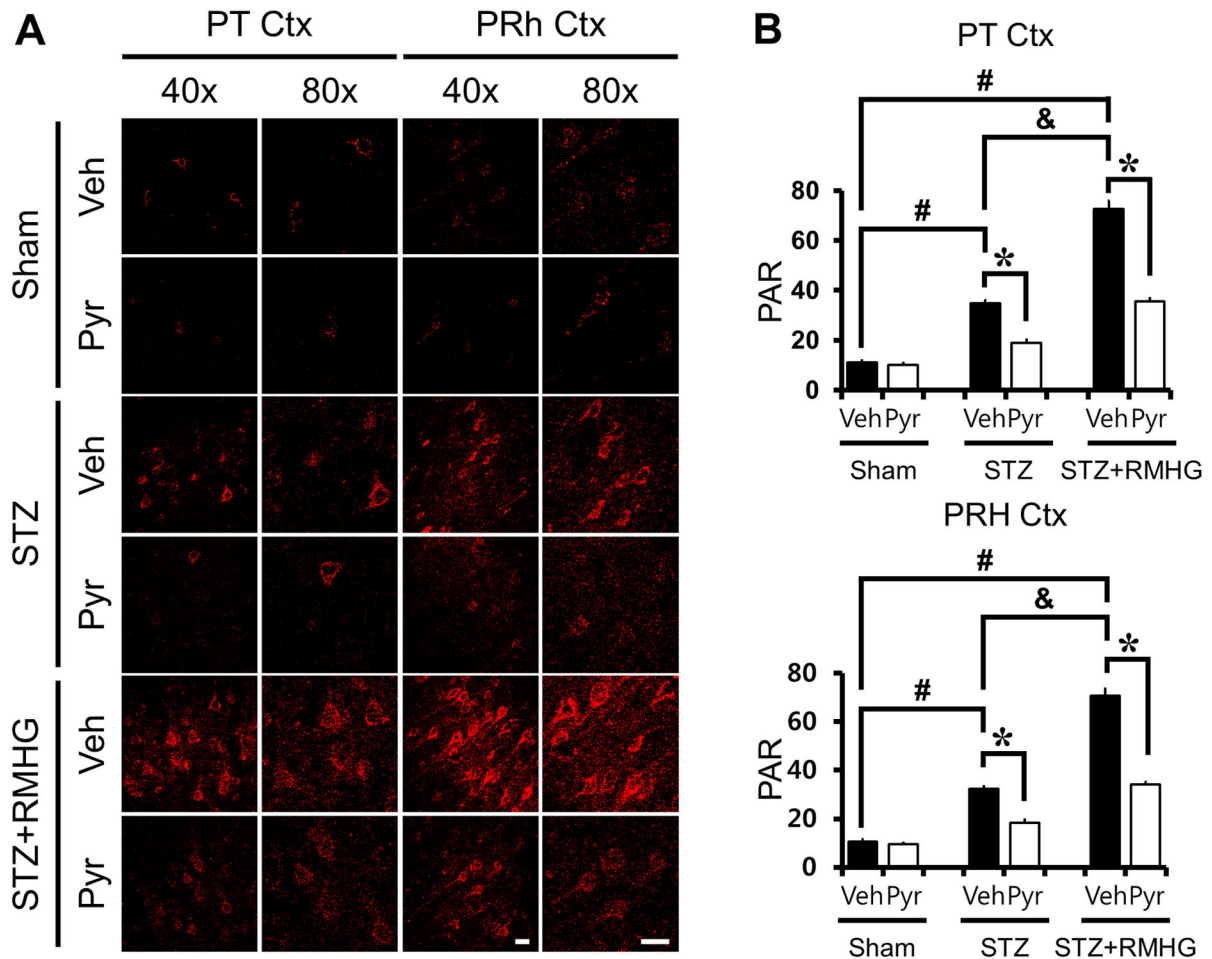 A
PT Ctx
PRh Ctx
40x
80x
40x
80x
Sham
Veh
Pyr
STZ
Veh
Pyr
STZ+RMHG
Veh
Pyr
B
PT Ctx
#
&
*
#
*
PAR
80
60
40
20
0
Veh Pyr
Veh Pyr
Veh Pyr
Sham
STZ
STZ+RMHG
PRH Ctx
#
&
*
#
*
PAR
80
60
40
20
0
Veh Pyr
Veh Pyr
Veh Pyr
Sham
STZ
STZ+RMHG